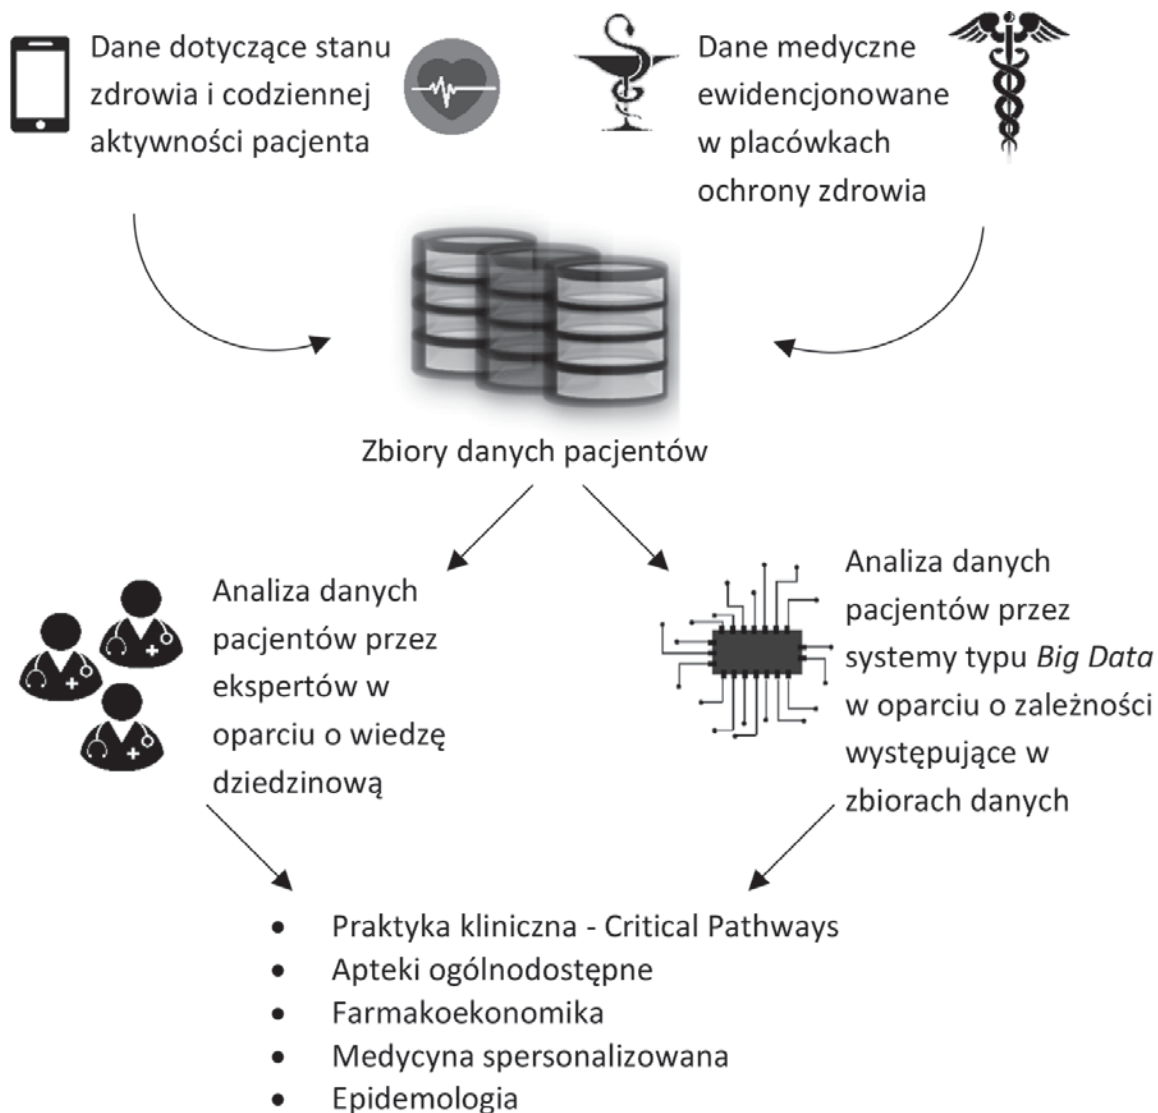 Dane dotyczące stanu
zdrowia i codziennej
aktywności pacjenta
Dane medyczne
ewidencjonowane
w placówkach
ochrony zdrowia
Zbiory danych pacjentów
Analiza danych
pacjentów przez
ekspertów w
oparciu o wiedzę
dziedzinową
Analiza danych
pacjentów przez
systemy typu Big Data
w oparciu o zależności
występujące w
zbiorach danych
• Praktyka kliniczna - Critical Pathways
• Apteki ogólnodostępne
• Farmakoekonomika
• Medycyna spersonalizowana
• Epidemologia